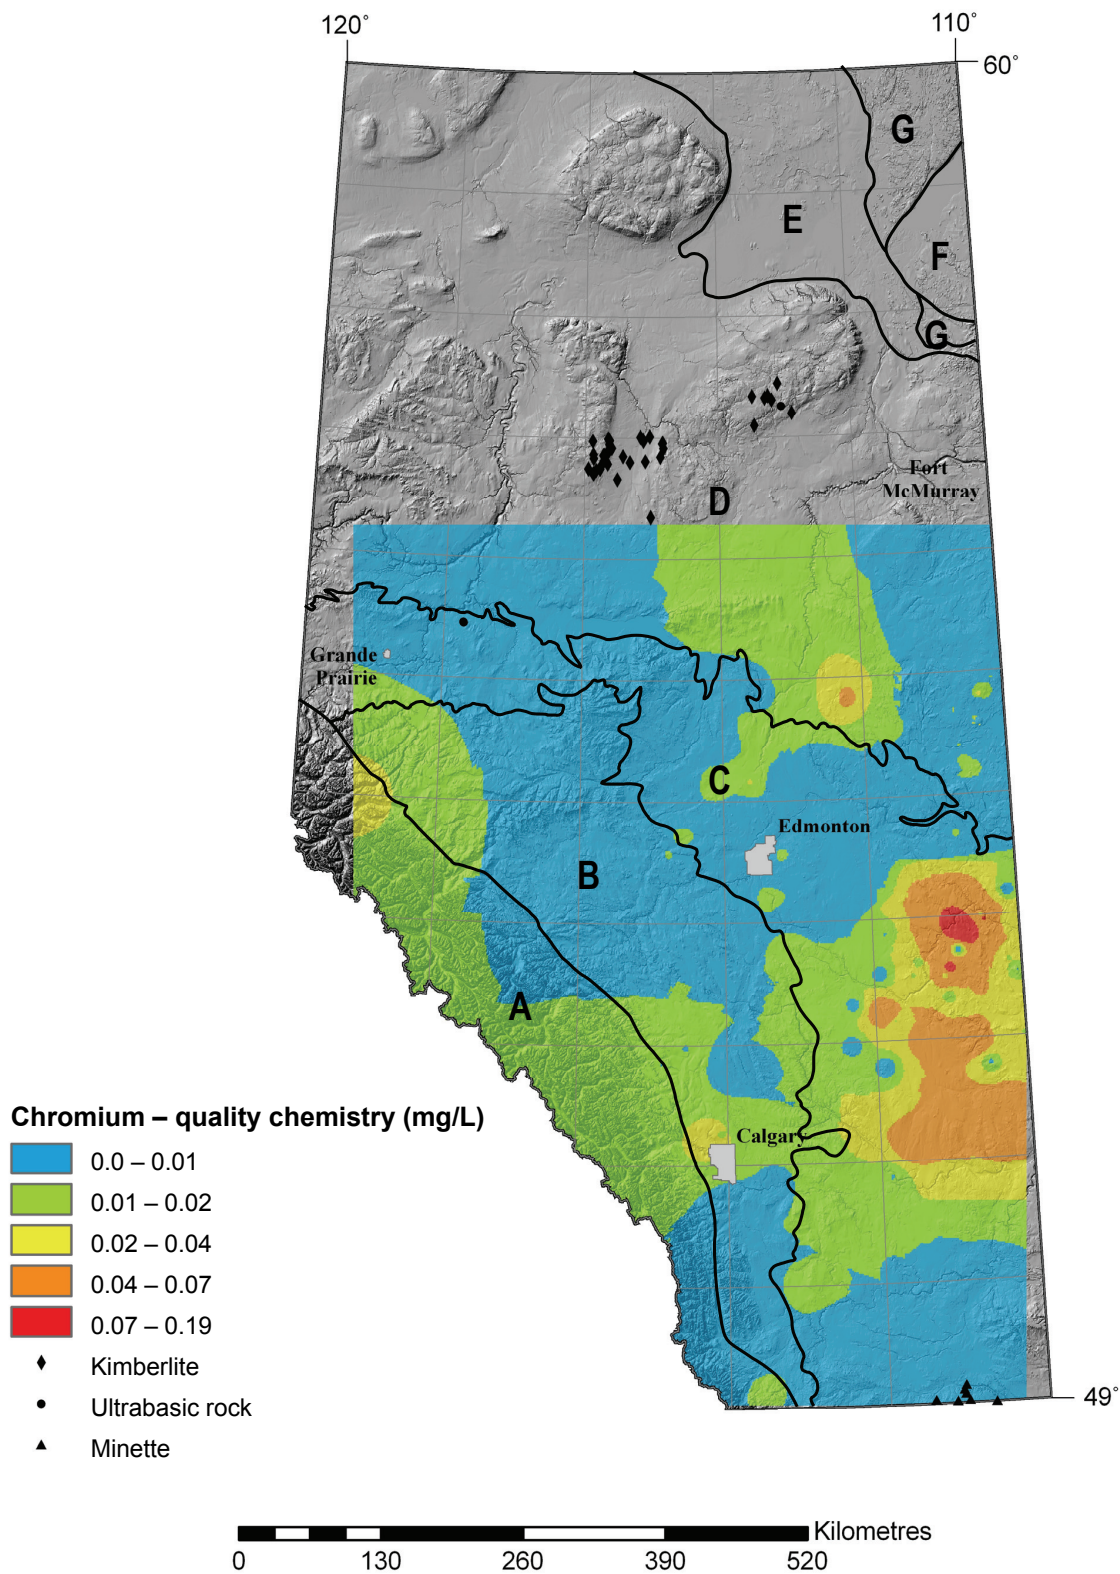 120°
110°
60°
G
E
F
G
Fort
McMurray
D
Grande
Prairie
C
Edmonton
B
A
Chromium – quality chemistry (mg/L)
0.0 – 0.01
0.01 – 0.02
0.02 – 0.04
0.04 – 0.07
0.07 – 0.19
Kimberlite
Ultrabasic rock
Minette
Calgary
49°
Kilometres
0
130
260
390
520